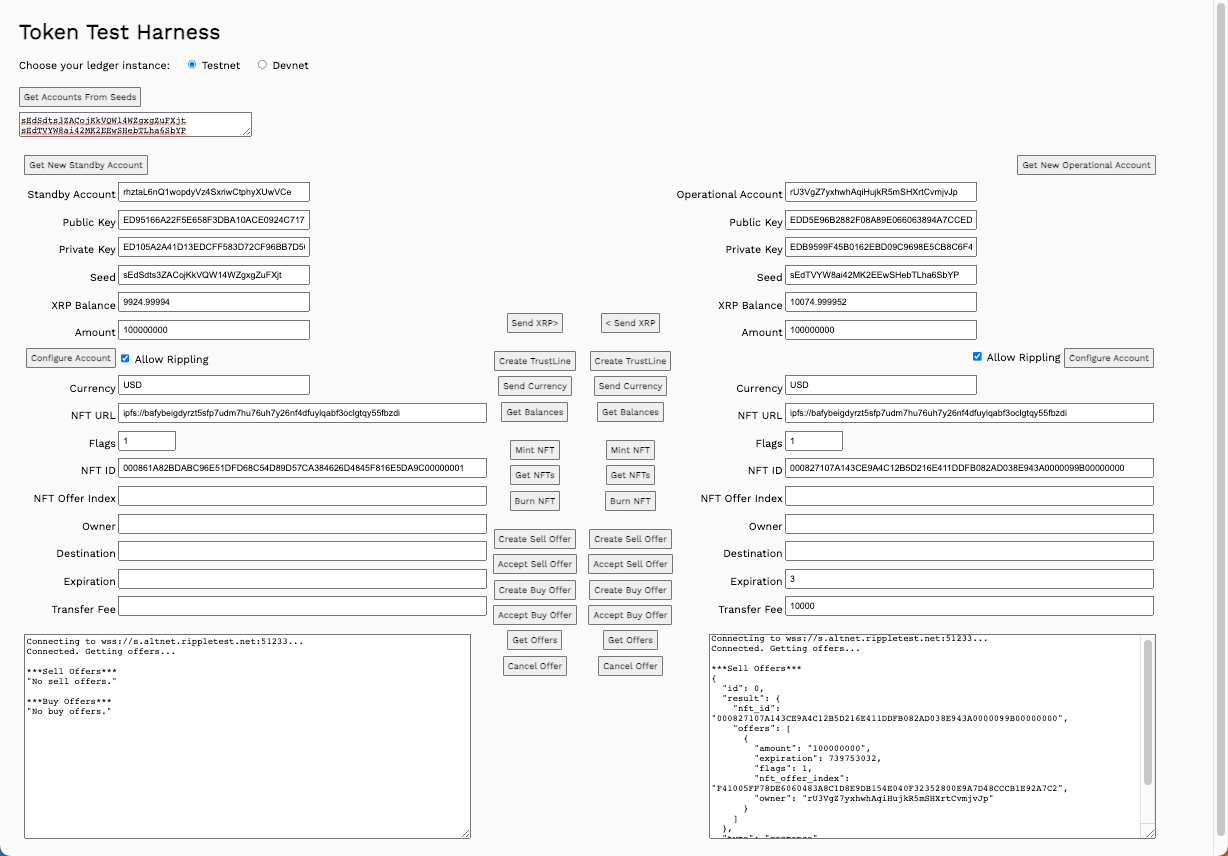 Token Test Harness
Choose your ledger instance: Testnet Devnet
Get Accounts From Seeds
sEdSdts3ZACojKkVQW14WZgxgZuFXjt
sEdTVYW8ai42MK2EEwSHebTLha6SbYP
Get New Standby Account
Standby Account rhztaL6nQ1wopdyVz4SxriwCtphyXUwVCe
Public Key ED95166A22F5E658F3DBA10ACE0924C717
Private Key ED105A2A41D13EDCFF583D72CF96BB7D5
Seed sEdSdts3ZACojKkVQW14WZgxgZuFXjt
XRP Balance 9924.99994
Amount 100000000
Configure Account Allow Rippling
Currency USD
NFT URL ipfs://bafybeigdyrzt5sfp7udm7hu76uh7y26nf4dfuylqabf3oclgtqy55fbzdi
Flags 1
NFT ID 000861A82BDABC96E51DFD68C54D89D57CA384626D4845F816E5DA9C00000001
NFT Offer Index
Owner
Destination
Expiration
Transfer Fee
Connecting to wss://s.altnet.rippletest.net:51233...
Connected. Getting offers...
***Sell Offers***
"No sell offers."
***Buy Offers***
"No buy offers."
Send XRP> < Send XRP
Create TrustLine Create TrustLine
Send Currency Send Currency
Get Balances Get Balances
Mint NFT Mint NFT
Get NFTs Get NFTs
Burn NFT Burn NFT
Create Sell Offer Create Sell Offer
Accept Sell Offer Accept Sell Offer
Create Buy Offer Create Buy Offer
Accept Buy Offer Accept Buy Offer
Get Offers Get Offers
Cancel Offer Cancel Offer
Get New Operational Account
Operational Account rU3VgZ7yxhwhAqiHujkR5mSHXrtCvmjvJp
Public Key EDD5E96B2882F08A89E066063894A7CCED
Private Key EDB9599F45B0162EBD09C9698E5CB8C6F4
Seed sEdTVYW8ai42MK2EEwSHebTLha6SbYP
XRP Balance 10074.999952
Amount 100000000
Allow Rippling Configure Account
Currency USD
NFT URL ipfs://bafybeigdyrzt5sfp7udm7hu76uh7y26nf4dfuylqabf3oclgtqy55fbzdi
Flags 1
NFT ID 000827107A143CE9A4C12B5D216E411DDFB082AD038E943A0000099B00000000
NFT Offer Index
Owner
Destination
Expiration 3
Transfer Fee 10000
Connecting to wss://s.altnet.rippletest.net:51233...
Connected. Getting offers...
***Sell Offers***
{
"id": 0,
"result": {
"nft_id":
"000827107A143CE9A4C12B5D216E411DDFB082AD038E943A0000099B00000000",
"offers": [
{
"amount": "100000000",
"expiration": 739753032,
"flags": 1,
"nft_offer_index":
"F41005FF78DE6060483A8C1D8E9DB154E040F32352800E9A7D48CCCB1E92A7C2",
"owner": "rU3VgZ7yxhwhAqiHujkR5mSHXrtCvmjvJp"
}
]
},